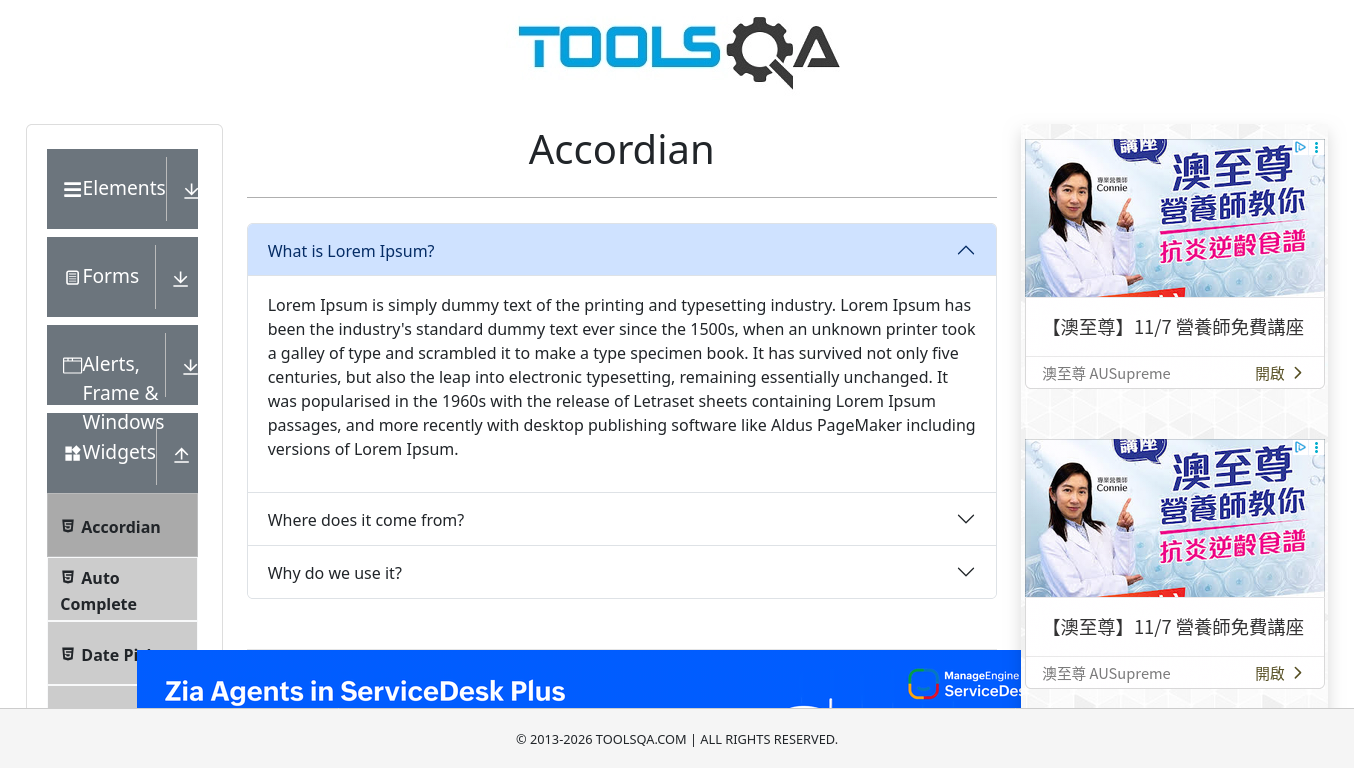 TOOLSQA
Elements
Forms
Alerts,
Frame &
Windows
Widgets
Accordian
Auto
Complete
Accordian
What is Lorem Ipsum?
Lorem Ipsum is simply dummy text of the printing and typesetting industry. Lorem Ipsum has
been the industry's standard dummy text ever since the 1500s, when an unknown printer took
a galley of type and scrambled it to make a type specimen book. It has survived not only five
centuries, but also the leap into electronic typesetting, remaining essentially unchanged. It
was popularised in the 1960s with the release of Letraset sheets containing Lorem Ipsum
passages, and more recently with desktop publishing software like Aldus PageMaker including
versions of Lorem Ipsum.
Where does it come from?
Why do we use it?
講座
專業營養師
Connie
澳至尊
營養師教你
抗炎逆齡食譜
【澳至尊】11/7 營養師免費講座
澳至尊 AUSupreme
開啟
講座
專業營養師
Connie
澳至尊
營養師教你
抗炎逆齡食譜
【澳至尊】11/7 營養師免費講座
澳至尊 AUSupreme
開啟
Date
Zia Agents in ServiceDesk Plus
ManageEngine
© 2013-2026 TOOLSQA.COM | ALL RIGHTS RESERVED.